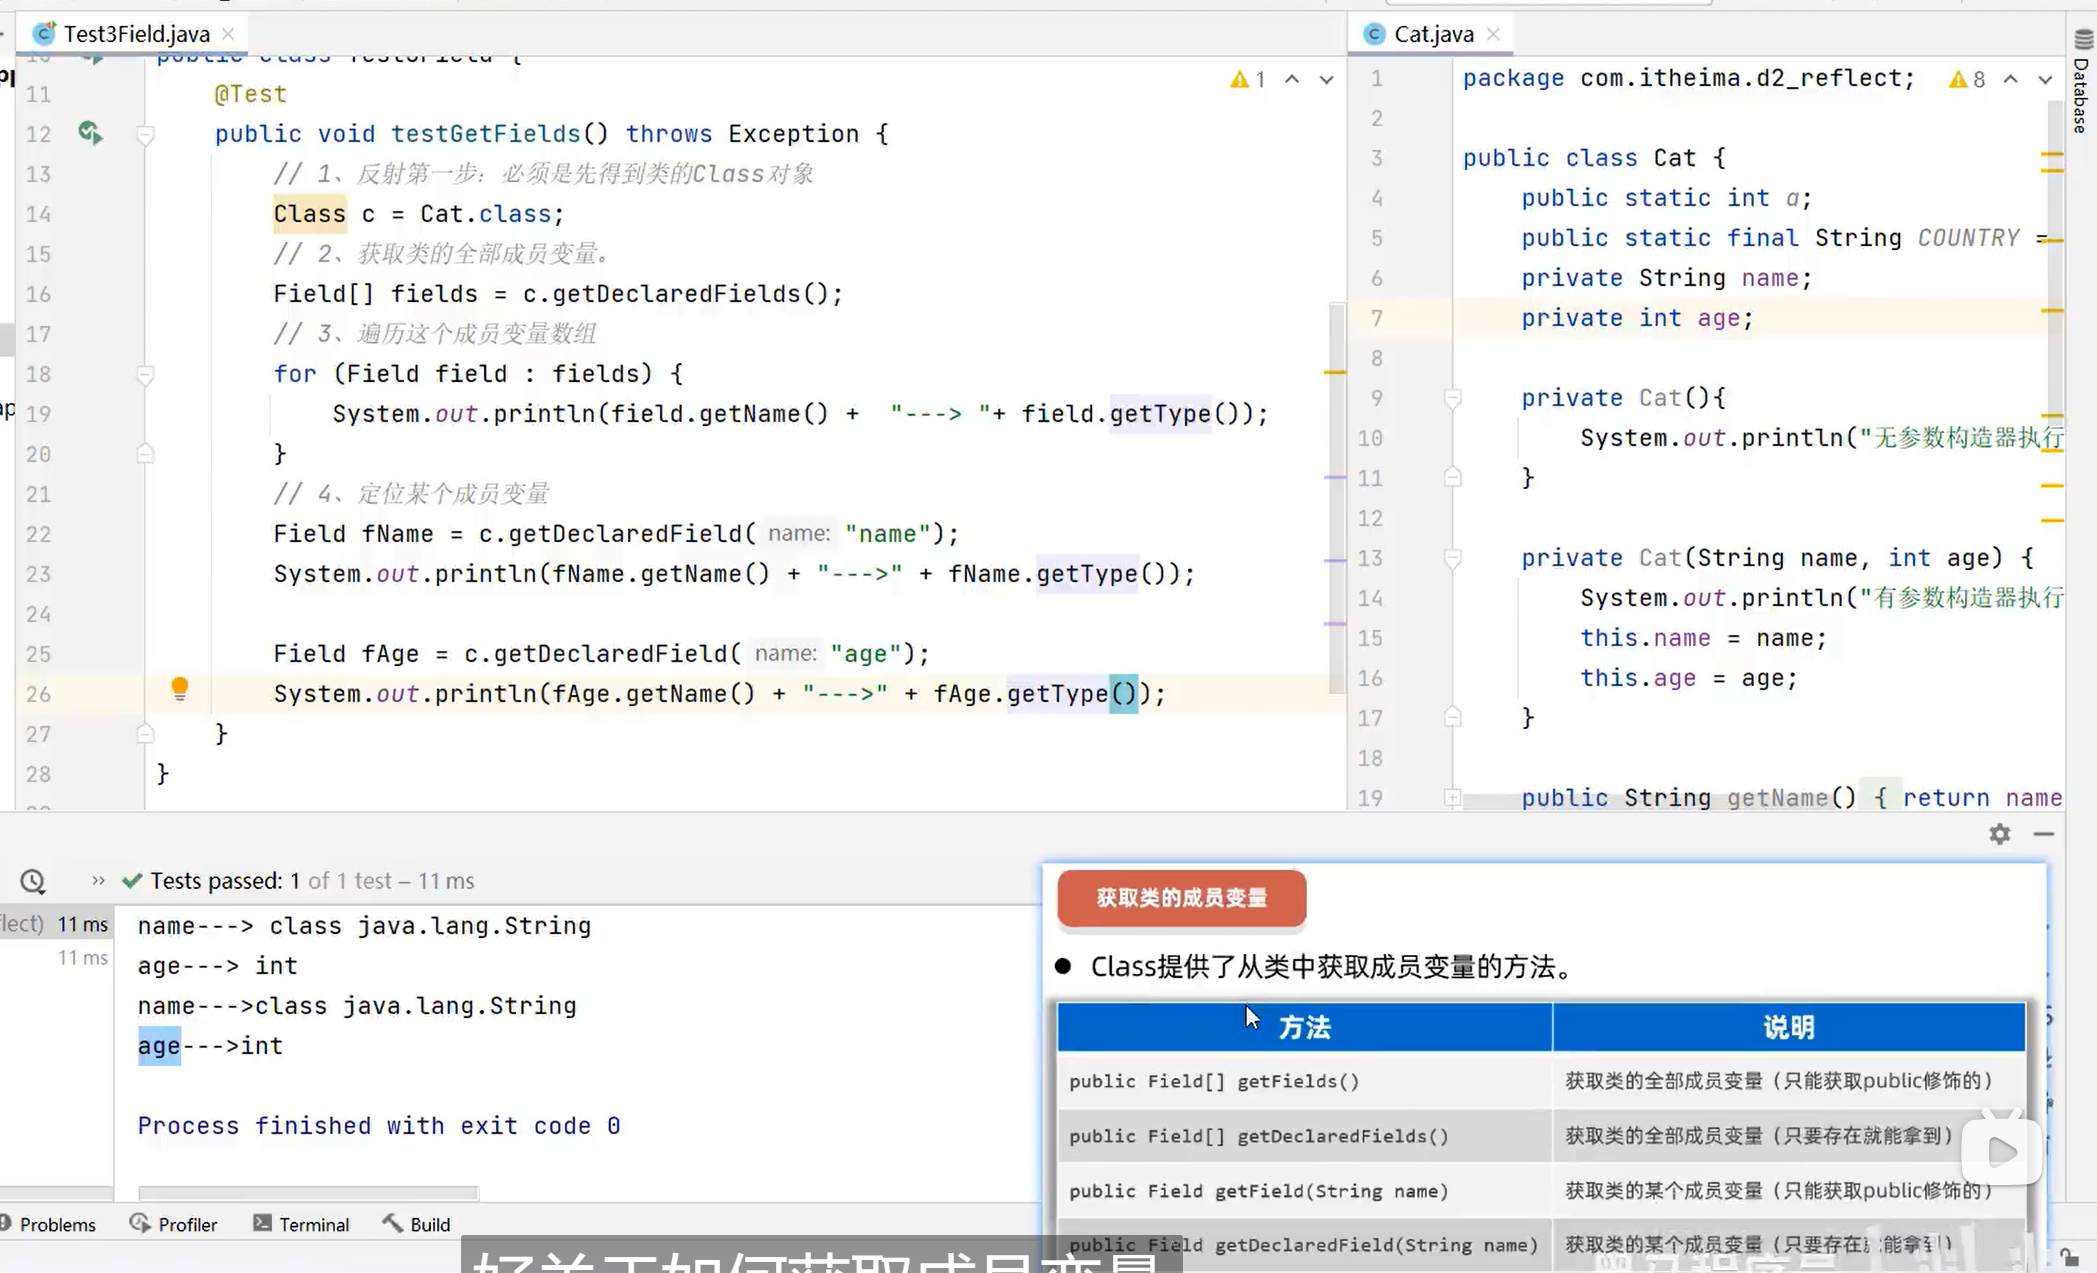 Test3Field.java
Cat.java
11 @Test
12 public void testGetFields() throws Exception {
13 // 1、反射第一步：必须是先得到类的Class对象
14 Class c = Cat.class;
15 // 2、获取类的全部成员变量。
16 Field[] fields = c.getDeclaredFields();
17 // 3、遍历这个成员变量数组
18 for (Field field : fields) {
19 System.out.println(field.getName() + "---> "+ field.getType());
20 }
21 // 4、定位某个成员变量
22 Field fName = c.getDeclaredField( name: "name");
23 System.out.println(fName.getName() + "--->" + fName.getType());
24
25 Field fAge = c.getDeclaredField( name: "age");
26 System.out.println(fAge.getName() + "--->" + fAge.getType());
27 }
28 }
1
1 package com.itheima.d2_reflect;
8
2
3 public class Cat {
4 public static int a;
5 public static final String COUNTRY =
6 private String name;
7 private int age;
8
9 private Cat(){
10 System.out.println("无参数构造器执行
11 }
12
13 private Cat(String name, int age) {
14 System.out.println("有参数构造器执行
15 this.name = name;
16 this.age = age;
17 }
18
19 public String getName() { return name
Database
Tests passed: 1 of 1 test – 11 ms
flect) 11 ms
11 ms
name---> class java.lang.String
age---> int
name--->class java.lang.String
age--->int
Process finished with exit code 0
获取类的成员变量
● Class提供了从类中获取成员变量的方法。
方法 说明
public Field[] getFields() 获取类的全部成员变量（只能获取public修饰的）
public Field[] getDeclaredFields() 获取类的全部成员变量（只要存在就能拿到）
public Field getField(String name) 获取类的某个成员变量（只能获取public修饰的）
public Field getDeclaredField(String name) 获取类的某个成员变量（只要存在就能拿到）
Problems
Profiler
Terminal
Build
好关于如何获取成员变量